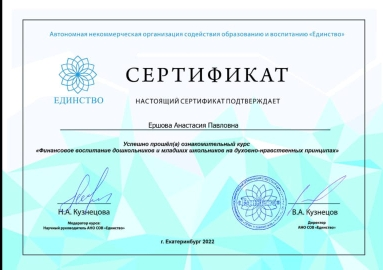 Автономная некоммерческая организация содействия образованию и воспитанию «Единство»
ЕДИНСТВО
СЕРТИФИКАТ
НАСТОЯЩИЙ СЕРТИФИКАТ ПОДТВЕРЖДАЕТ
Ершова Анастасия Павловна
Успешно прошёл(а) ознакомительный курс
«Финансовое воспитание дошкольников и младших школьников на духовно-нравственных принципах»
Н.А. Кузнецова
Модератор курса:
Научный руководитель АНО СОВ «Единство»
В.А. Кузнецов
Директор
АНО СОВ «Единство»
г. Екатеринбург 2022